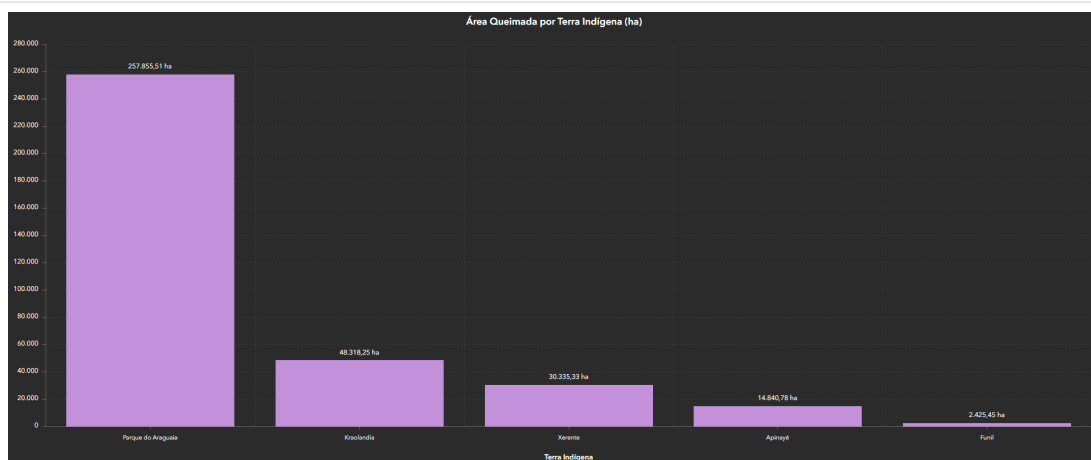 Área Queimada por Terra Indígena (ha)
280.000
260.000
240.000
220.000
200.000
180.000
160.000
140.000
120.000
100.000
80.000
60.000
40.000
20.000
0
257.855,51 ha
48.318,25 ha
30.335,33 ha
14.840,78 ha
2.425,45 ha
Parque do Araguaia
Kraolandia
Xerente
Apinayé
Funil
Terra Indígena